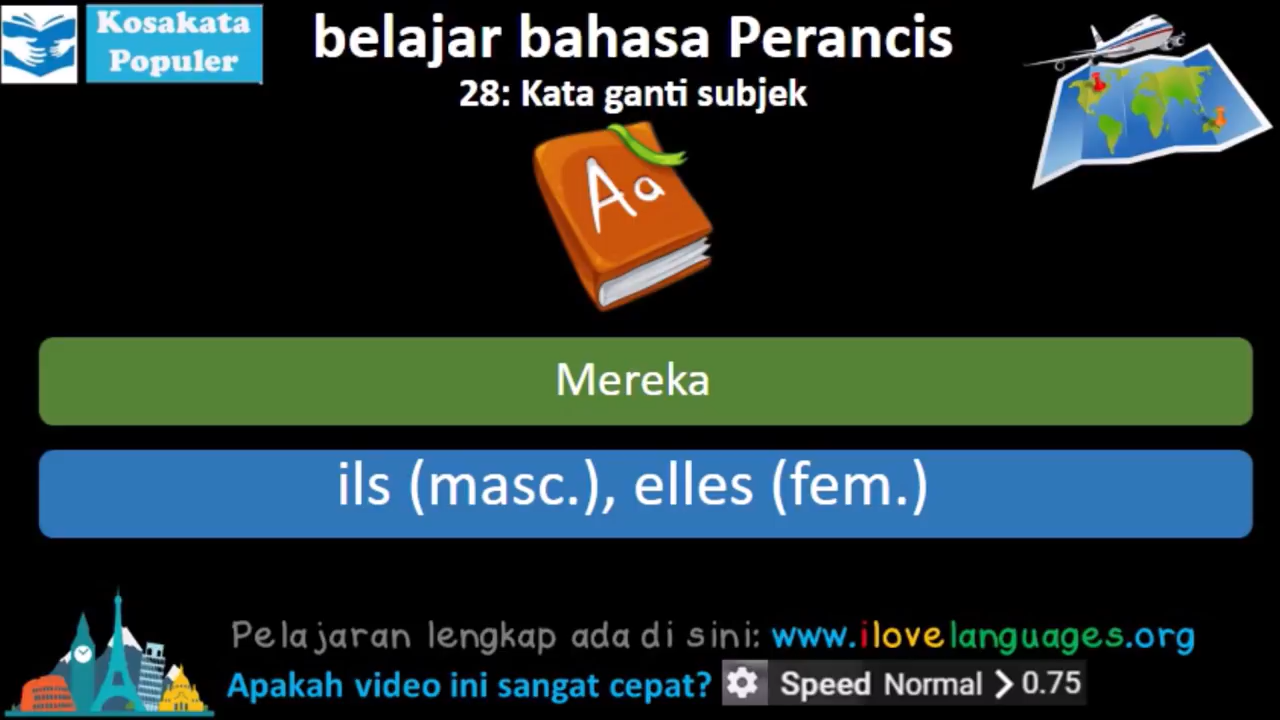 Kosakata
Populer
belajar bahasa Perancis
28: Kata ganti subjek
Aa
Mereka
ils (masc.), elles (fem.)
Pelajaran lengkap ada di sini: www.ilovelanguages.org
Apakah video ini sangat cepat? Speed Normal > 0.75